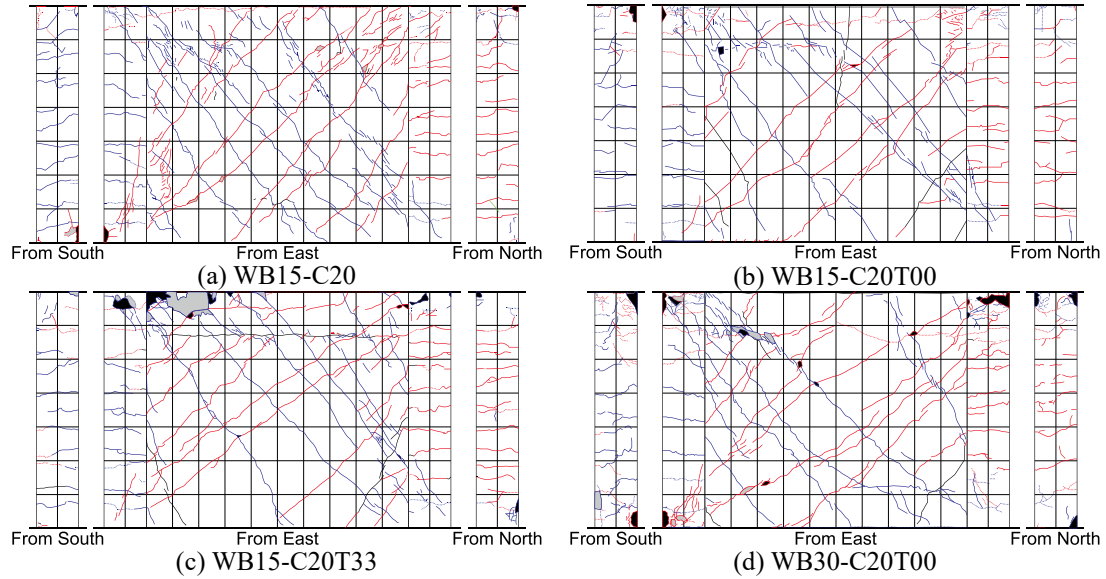 From South From East From North
(a) WB15-C20
From South From East From North
(b) WB15-C20T00
From South From East From North
(c) WB15-C20T33
From South From East From North
(d) WB30-C20T00